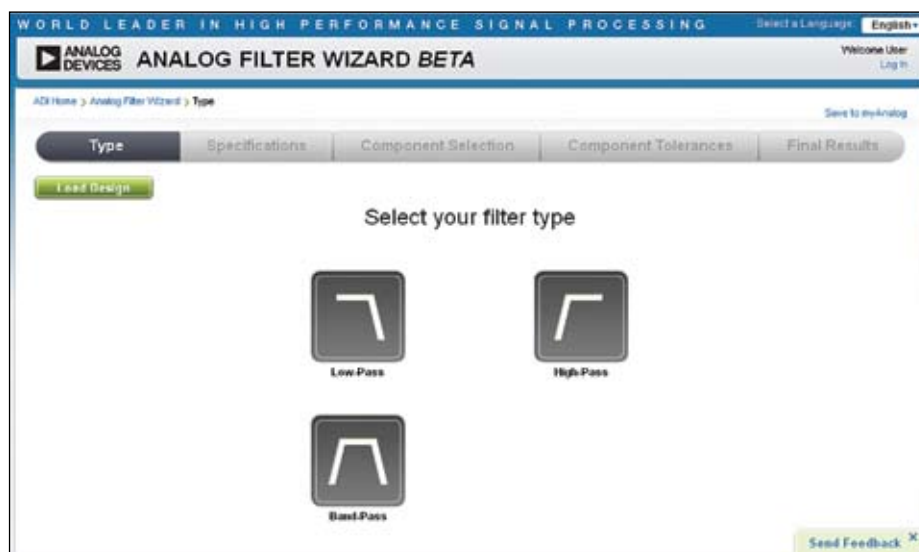 WORLD LEADER IN HIGH PERFORMANCE SIGNAL PROCESSING
Select a Language: English
ANALOG DEVICES
ANALOG FILTER WIZARD BETA
Welcome User
Log In
ADI Home > Analog Filter Wizard > Type
Save to myAnalog
Type
Specifications
Component Selection
Component Tolerances
Final Results
Load Design
Select your filter type
Low-Pass
High-Pass
Band-Pass
Send Feedback X